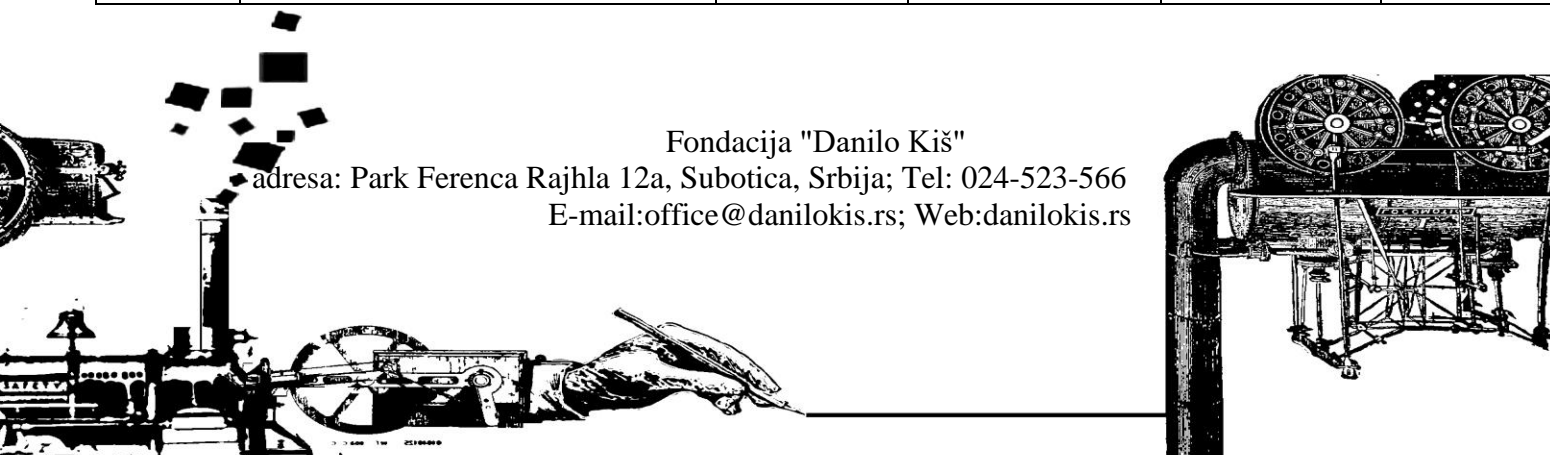 Fondacija "Danilo Kiš"
adresa: Park Ferenca Rajhla 12a, Subotica, Srbija; Tel: 024-523-566
E-mail:office@danilokis.rs; Web:danilokis.rs
SAFETY